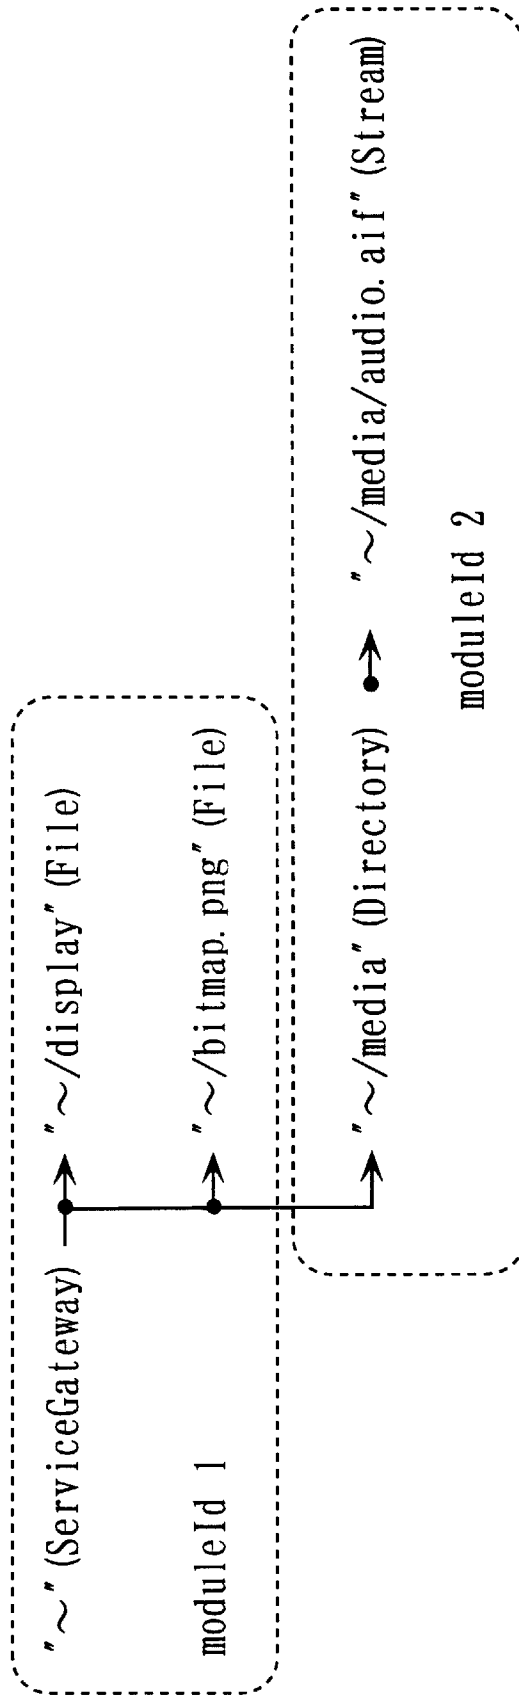 "~" (ServiceGateway)
"~/display" (File)
"~/bitmap.png" (File)
moduleId 1
"~/media" (Directory)
"~/media/audio.aif" (Stream)
moduleId 2